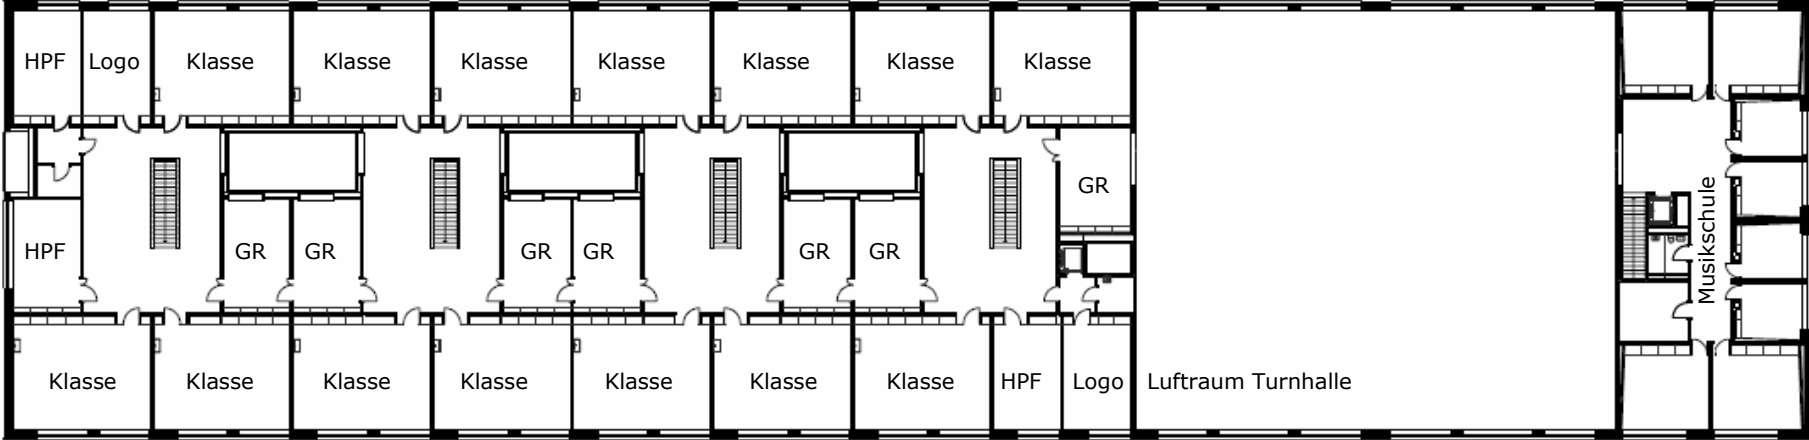 HPF Logo Klasse Klasse Klasse Klasse Klasse Klasse Klasse
GR
Musikschule
HPF GR GR GR GR GR GR
Klasse Klasse Klasse Klasse Klasse Klasse Klasse HPF Logo Luftraum Turnhalle